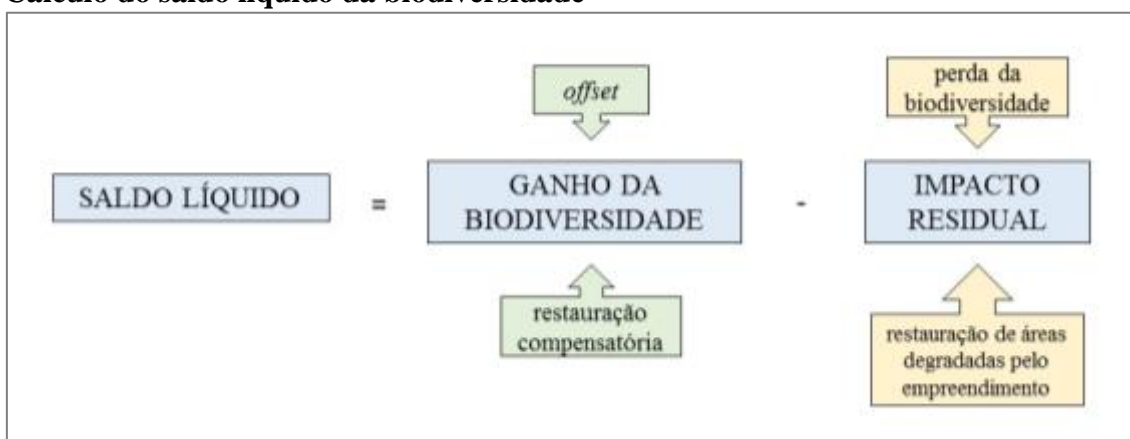 Cálculo do saldo líquido da biodiversidade
offset
perda da
biodiversidade
SALDO LÍQUIDO
=
GANHO DA
BIODIVERSIDADE
-
IMPACTO
RESIDUAL
restauração
compensatória
restauração de áreas
degradadas pelo
empreendimento